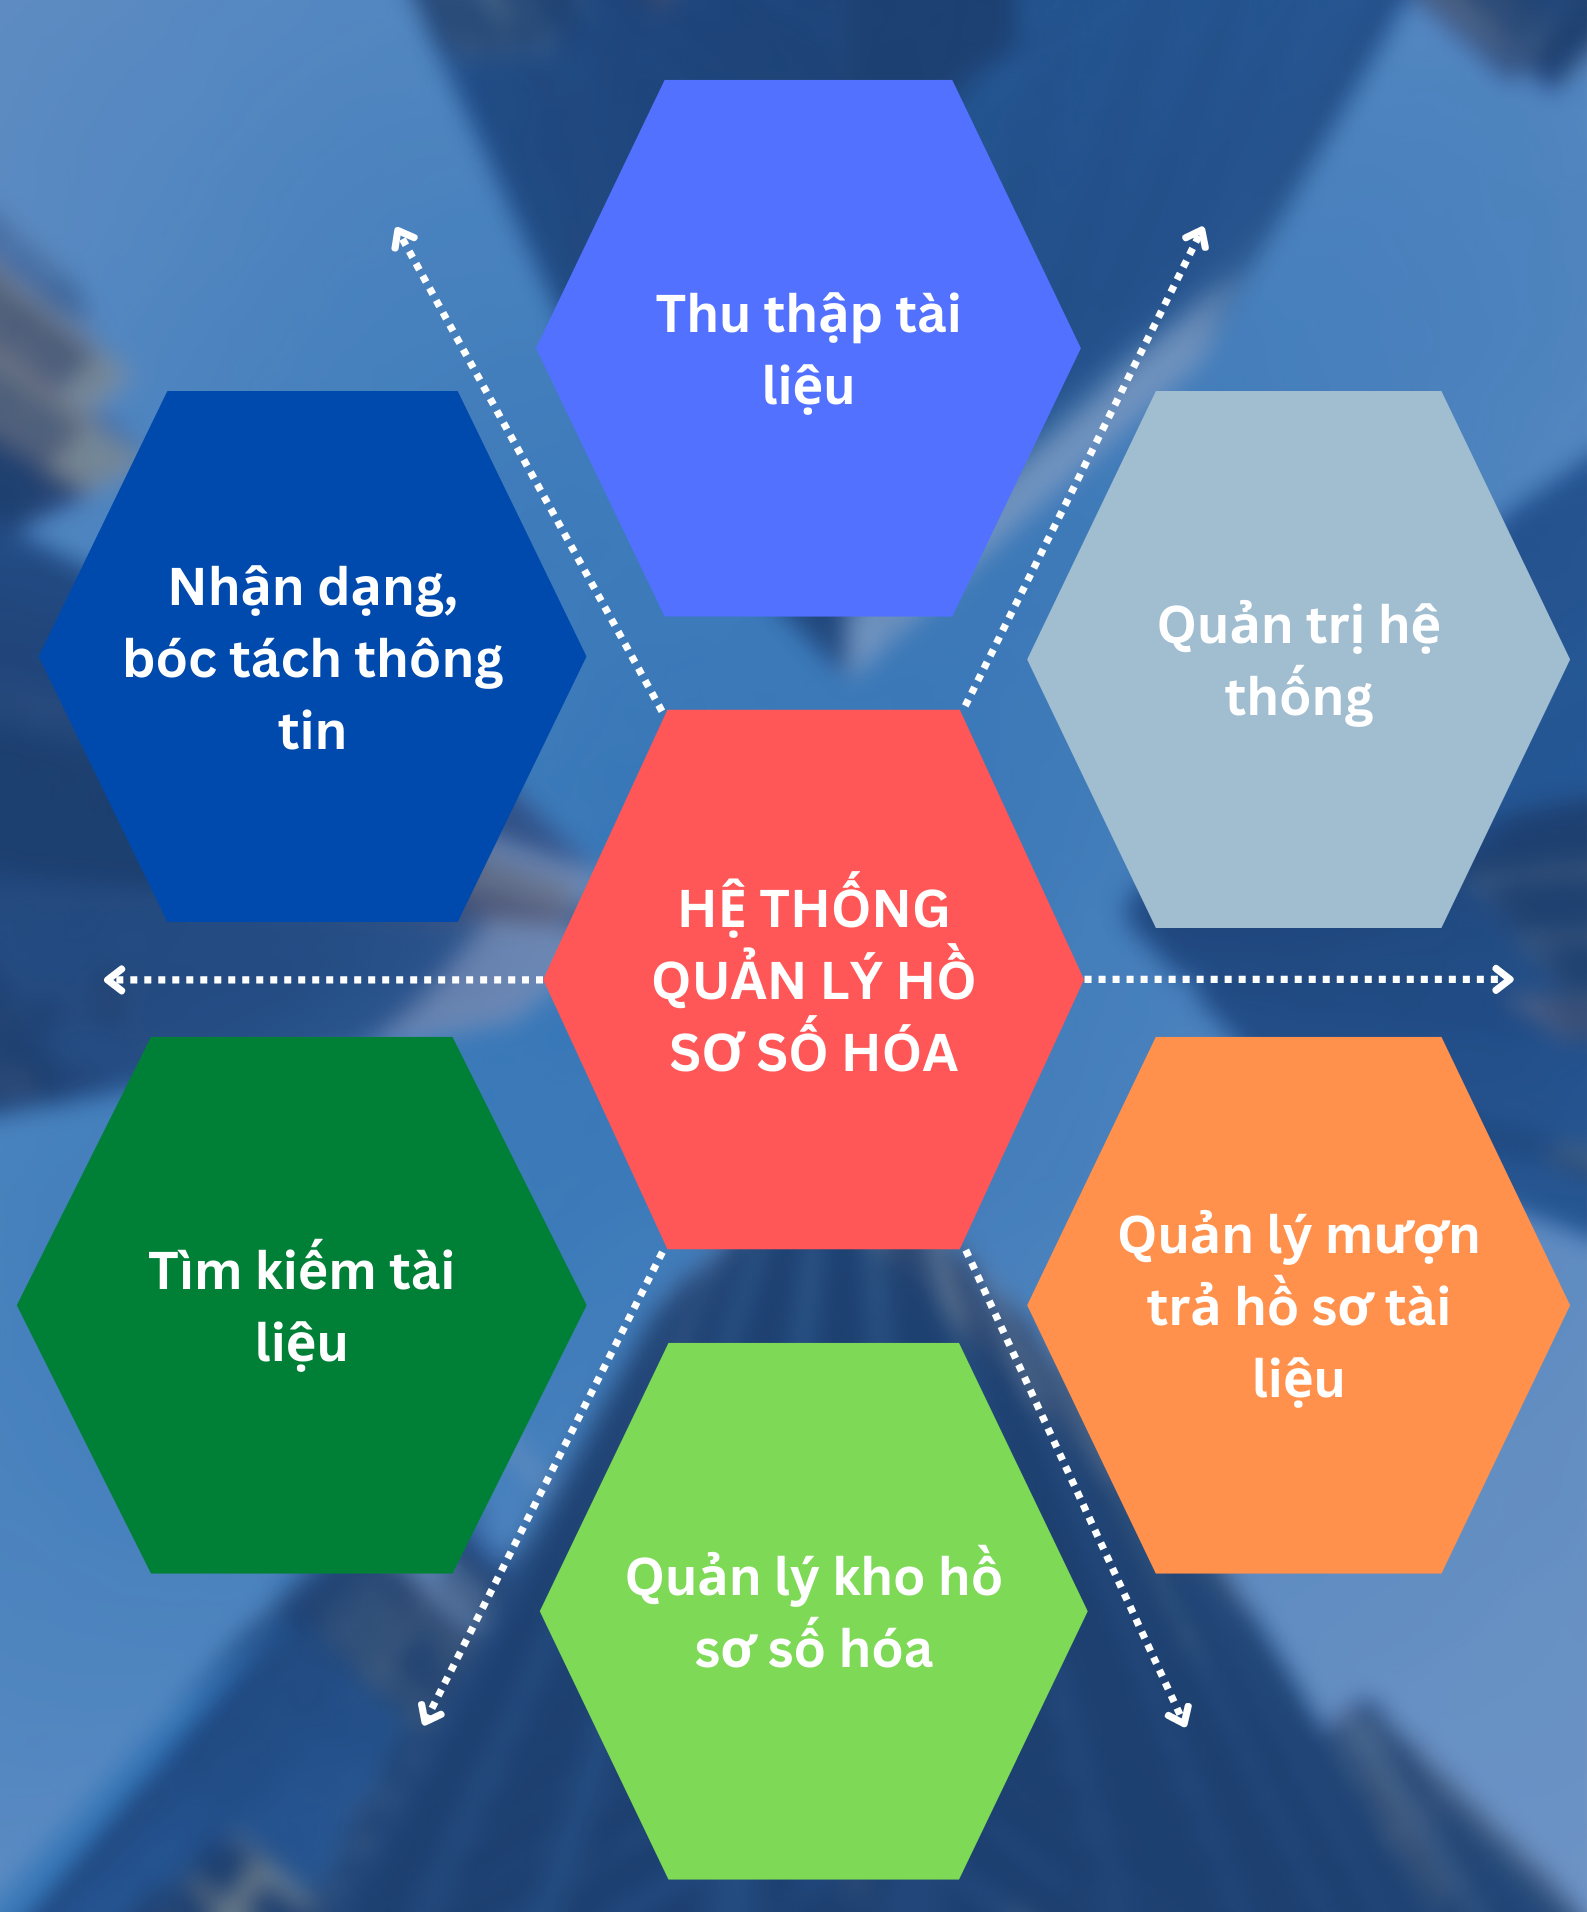 Thu thập tài
liệu
Nhận dạng,
bóc tách thông
tin
Quản trị hệ
thống
HỆ THỐNG
QUẢN LÝ HỒ
SƠ SỐ HÓA
Tìm kiếm tài
liệu
Quản lý mượn
trả hồ sơ tài
liệu
Quản lý kho hồ
sơ số hóa